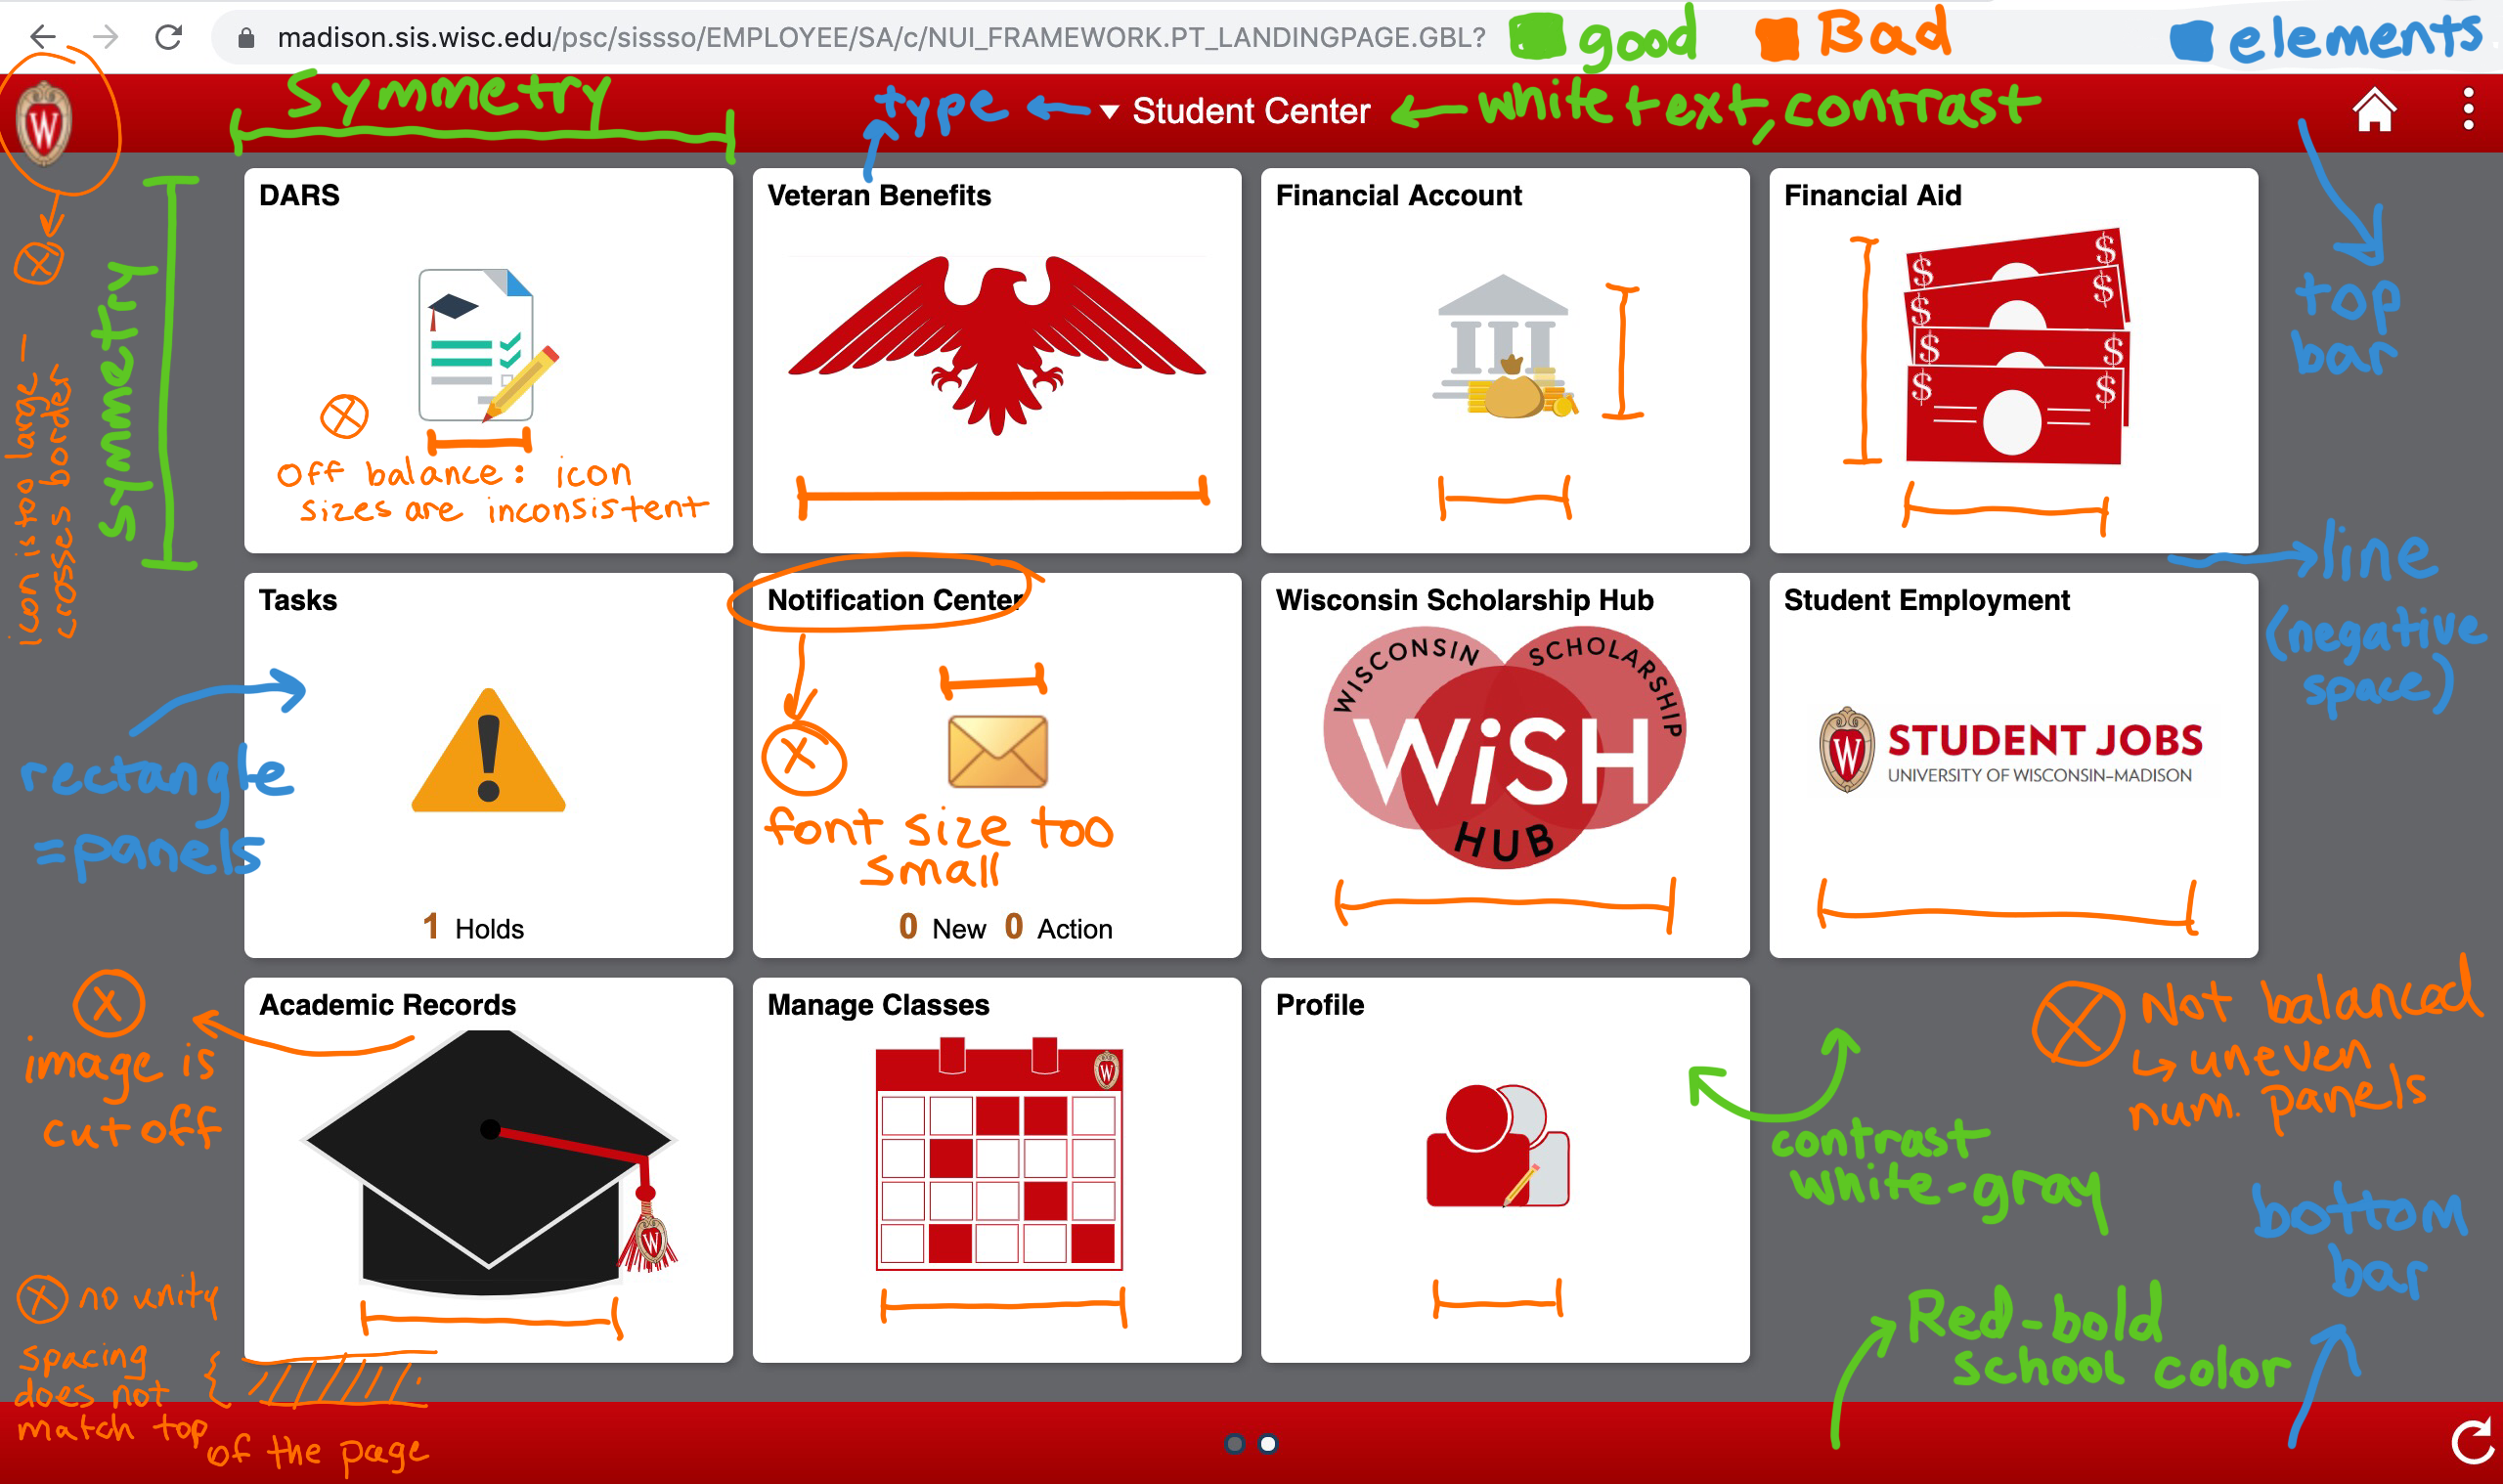 madison.sis.wisc.edu/psc/sissso/EMPLOYEE/SA/c/NUI_FRAMEWORK.PT_LANDINGPAGE.GBL?
good
Bad
elements
W
Symmetry
type
Student Center
white text, contrast
DARS
Veteran Benefits
Financial Account
Financial Aid
$ $
$ $
$ $
$ $
top
bar
symmetry
icon is too large -
crosses border
X
X
off balance: icon
sizes are inconsistent
line
(negative
space)
Tasks
Notification Center
Wisconsin Scholarship Hub
Student Employment
WISCONSIN SCHOLARSHIP
WiSH
HUB
W
STUDENT JOBS
UNIVERSITY OF WISCONSIN–MADISON
rectangle
=panels
X
font size too
small
1 Holds
0 New 0 Action
Academic Records
Manage Classes
Profile
W
W
X
image is
cut off
X Not balanced
↳ uneven
num. panels
contrast
white-gray
bottom
bar
Red-bold
school color
X no unity
spacing
does not
match top
of the page